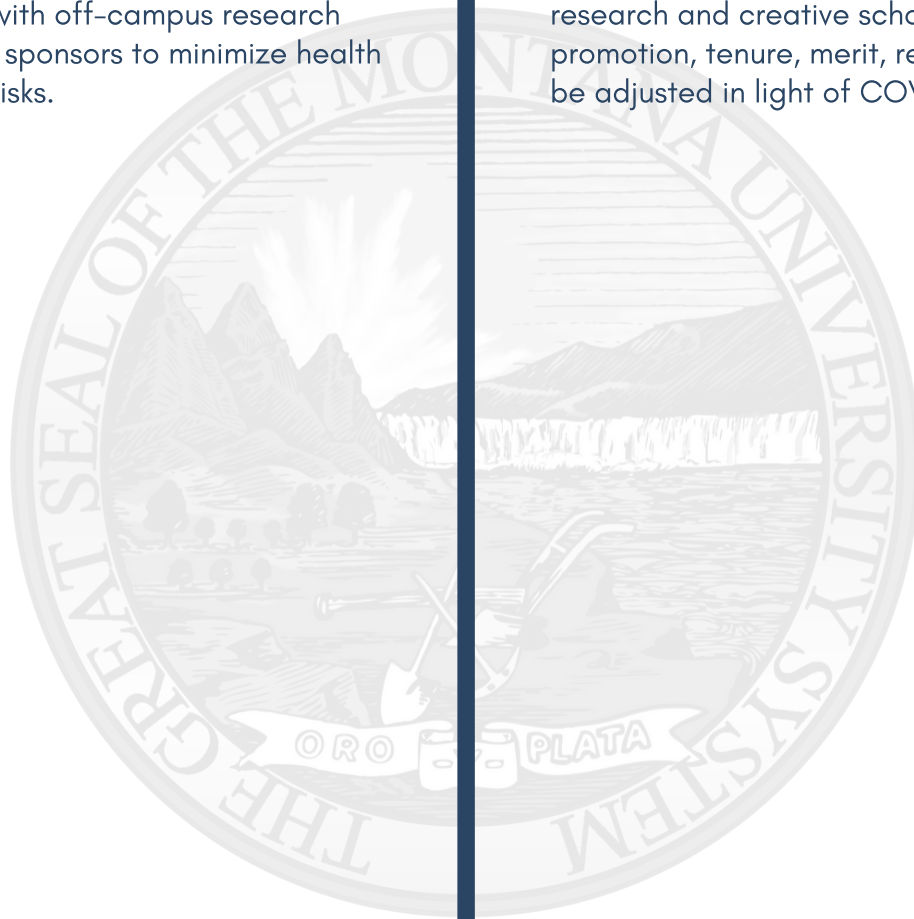 with off-campus research
sponsors to minimize health
research and creative
promotion, tenure, merit,
be adjusted in light of
THE GREAT SEAL OF THE MONTANA UNIVERSITY SYSTEM
ORO Y PLATA